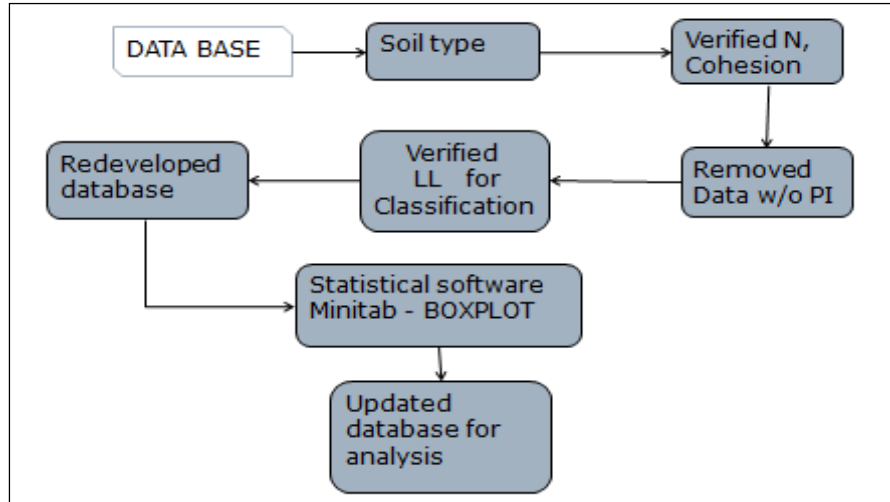 DATA BASE
Soil type
Verified N,
Cohesion
Removed
Data w/o PI
Verified
LL for
Classification
Redeveloped
database
Statistical software
Minitab - BOXPLOT
Updated
database for
analysis